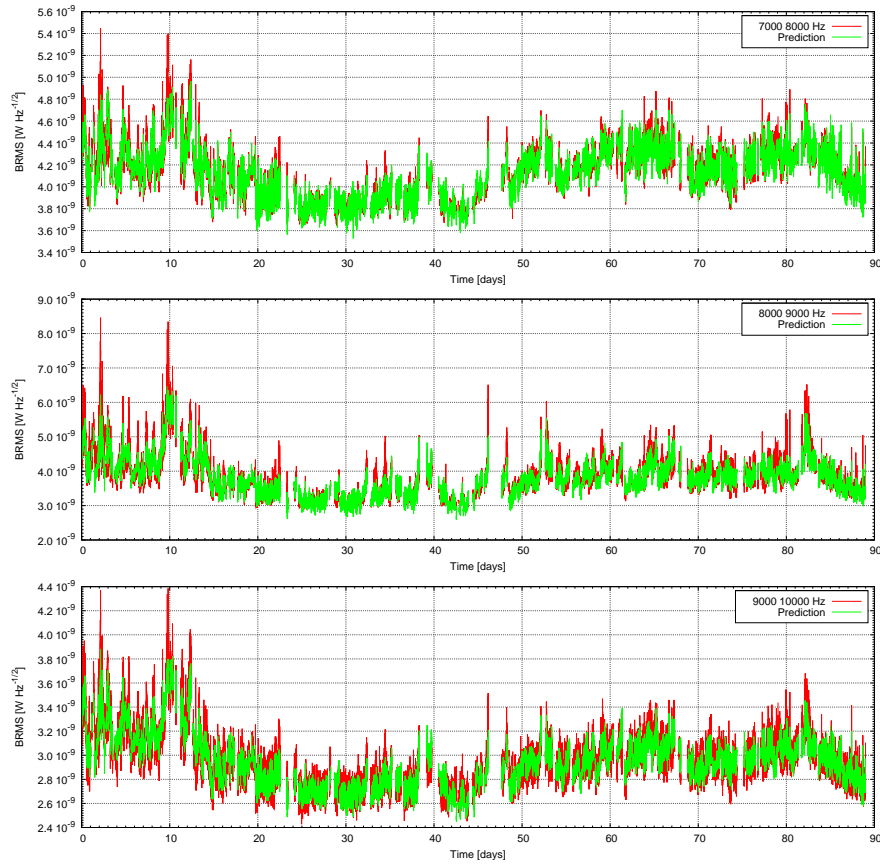 5.6 10⁻⁹
5.4 10⁻⁹
5.2 10⁻⁹
5.0 10⁻⁹
4.8 10⁻⁹
4.6 10⁻⁹
4.4 10⁻⁹
4.2 10⁻⁹
4.0 10⁻⁹
3.8 10⁻⁹
3.6 10⁻⁹
3.4 10⁻⁹
BRMS [W Hz⁻¹/²]
7000 8000 Hz
Prediction
0 10 20 30 40 50 60 70 80 90
Time [days]
9.0 10⁻⁹
8.0 10⁻⁹
7.0 10⁻⁹
6.0 10⁻⁹
5.0 10⁻⁹
4.0 10⁻⁹
3.0 10⁻⁹
2.0 10⁻⁹
BRMS [W Hz⁻¹/²]
8000 9000 Hz
Prediction
0 10 20 30 40 50 60 70 80 90
Time [days]
4.4 10⁻⁹
4.2 10⁻⁹
4.0 10⁻⁹
3.8 10⁻⁹
3.6 10⁻⁹
3.4 10⁻⁹
3.2 10⁻⁹
3.0 10⁻⁹
2.8 10⁻⁹
2.6 10⁻⁹
2.4 10⁻⁹
BRMS [W Hz⁻¹/²]
9000 10000 Hz
Prediction
0 10 20 30 40 50 60 70 80 90
Time [days]